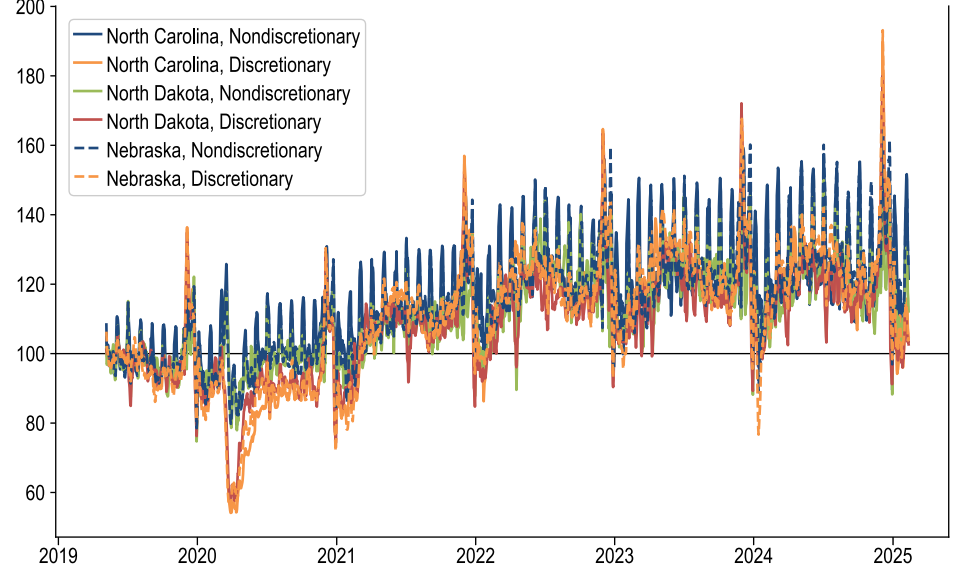 200
180
160
140
120
100
80
60
North Carolina, Nondiscretionary
North Carolina, Discretionary
North Dakota, Nondiscretionary
North Dakota, Discretionary
Nebraska, Nondiscretionary
Nebraska, Discretionary
2019 2020 2021 2022 2023 2024 2025